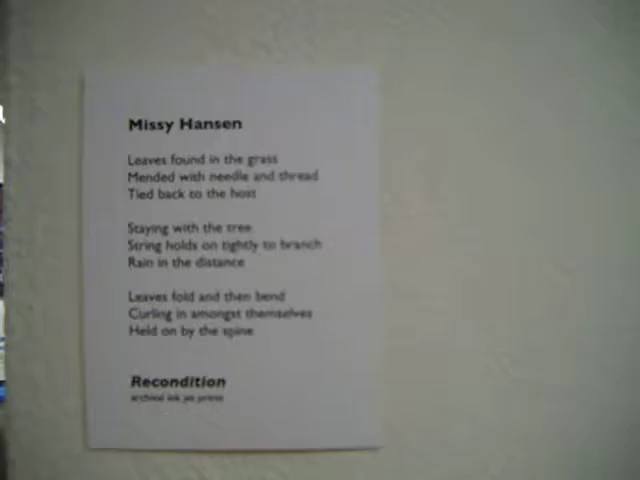 Missy Hansen
Leaves found in the grass
Mended with needle and thread
Tied back to the host
Staying with the tree
String holds on tightly to branch
Rain in the distance
Leaves fold and then bend
Curling in amongst themselves
Held on by the spine
Recondition
archival ink jet prints